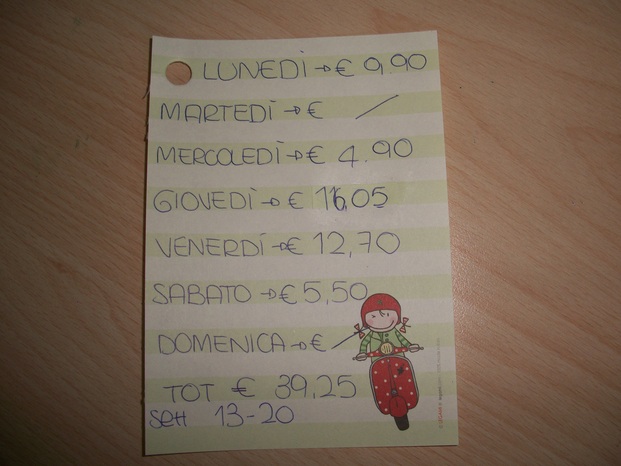 LUNEDÌ → € 9,90
MARTEDÌ → € /
MERCOLEDÌ → € 4.90
GIOVEDÌ → € 16,05
VENERDÍ → € 12,70
SABATO → € 5,50
DOMENICA → € /
TOT € 39,25
SETT 13-20